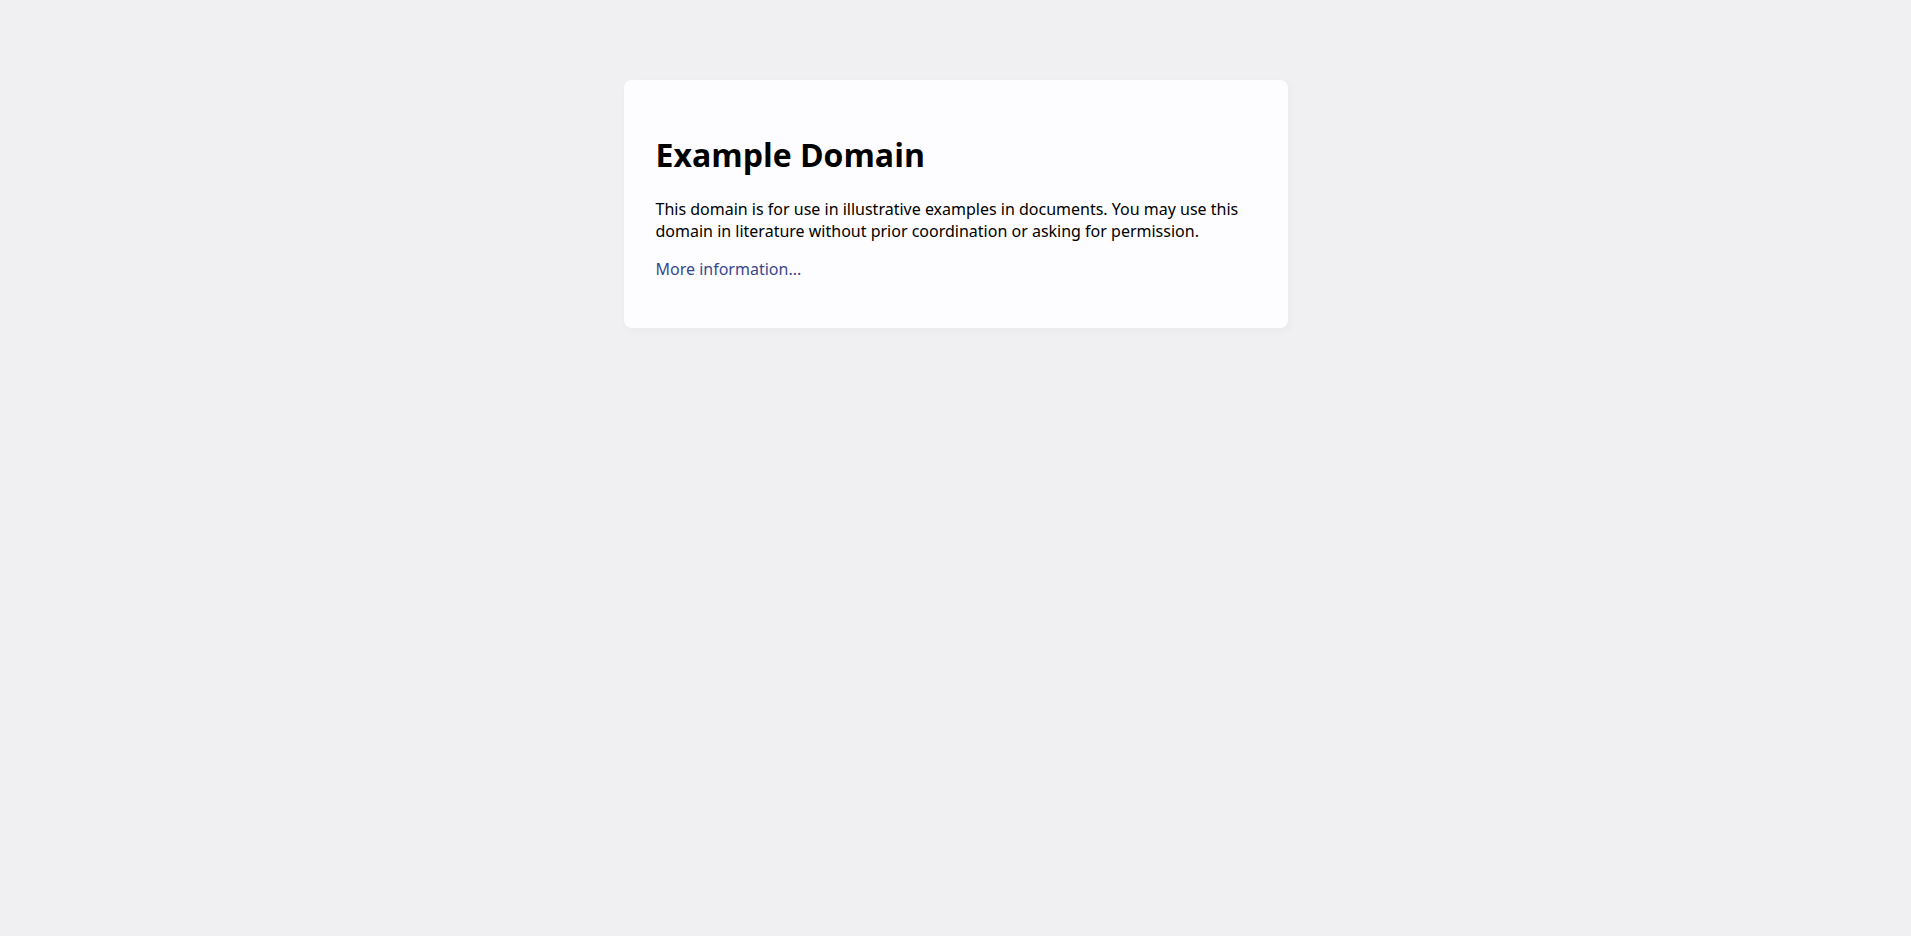 Example Domain
This domain is for use in illustrative examples in documents. You may use this
domain in literature without prior coordination or asking for permission.
More information...